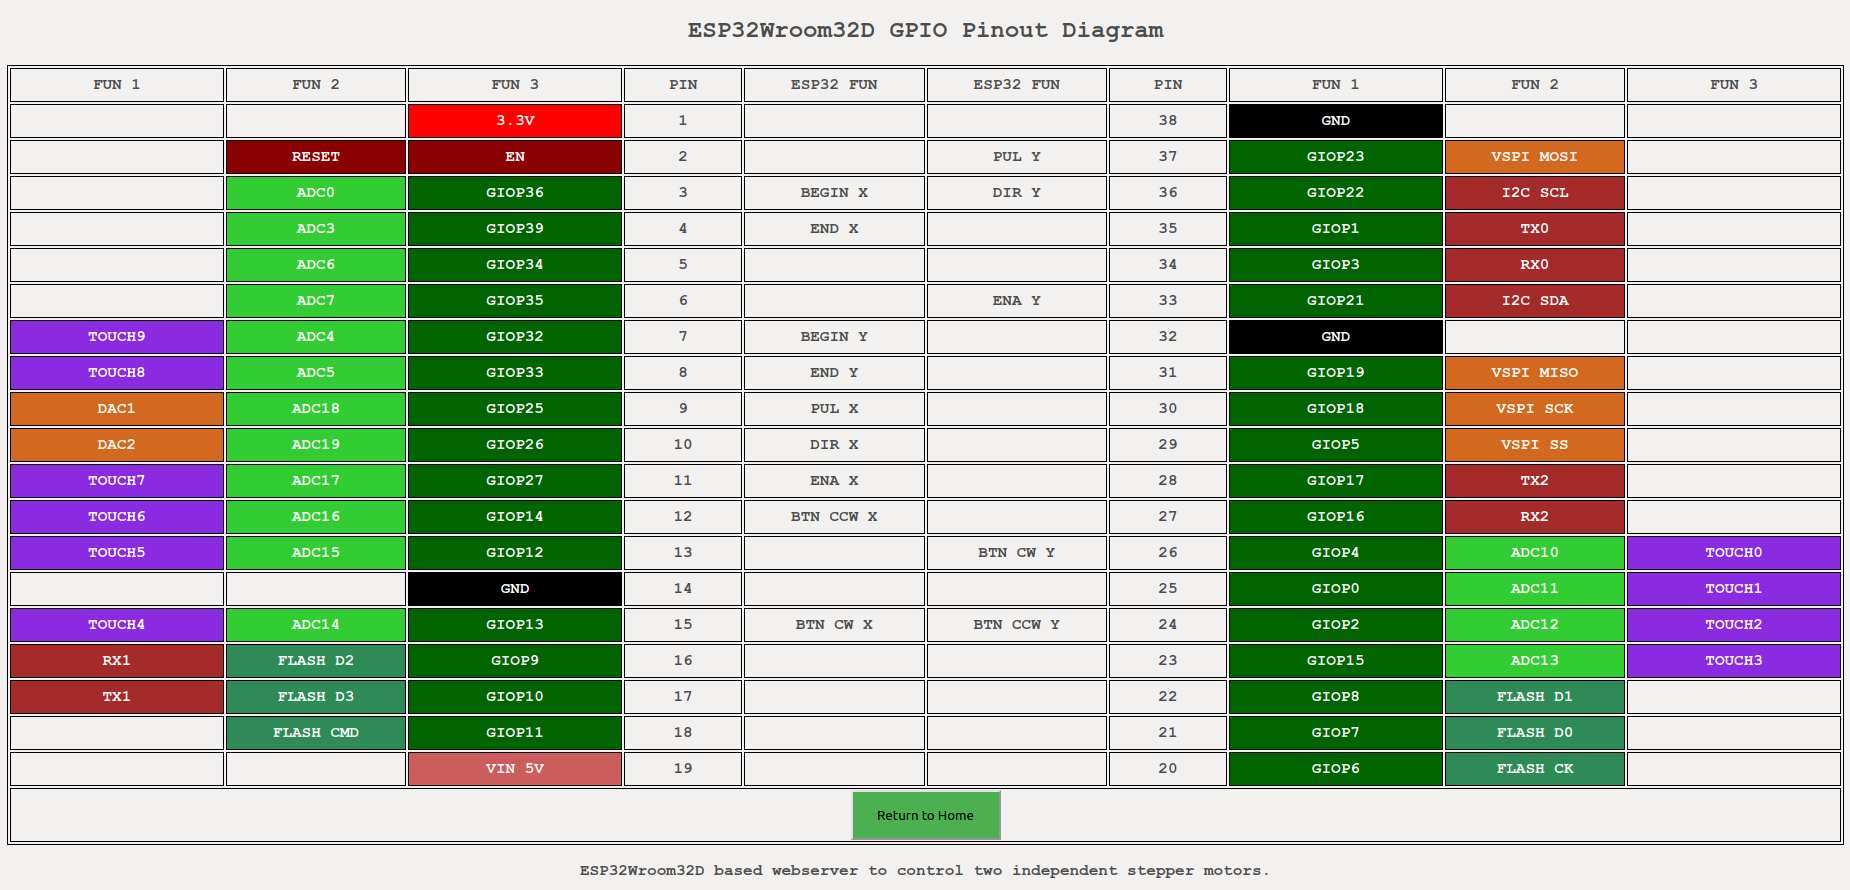 ESP32Wroom32D GPIO Pinout Diagram
FUN 1 FUN 2 FUN 3 PIN ESP32 FUN ESP32 FUN PIN FUN 1 FUN 2 FUN 3
3.3V 1 38 GND
RESET EN 2 PUL Y 37 GIOP23 VSPI MOSI
ADC0 GIOP36 3 BEGIN X DIR Y 36 GIOP22 I2C SCL
ADC3 GIOP39 4 END X 35 GIOP1 TX0
ADC6 GIOP34 5 34 GIOP3 RX0
ADC7 GIOP35 6 ENA Y 33 GIOP21 I2C SDA
TOUCH9 ADC4 GIOP32 7 BEGIN Y 32 GND
TOUCH8 ADC5 GIOP33 8 END Y 31 GIOP19 VSPI MISO
DAC1 ADC18 GIOP25 9 PUL X 30 GIOP18 VSPI SCK
DAC2 ADC19 GIOP26 10 DIR X 29 GIOP5 VSPI SS
TOUCH7 ADC17 GIOP27 11 ENA X 28 GIOP17 TX2
TOUCH6 ADC16 GIOP14 12 BTN CCW X 27 GIOP16 RX2
TOUCH5 ADC15 GIOP12 13 BTN CW Y 26 GIOP4 ADC10 TOUCH0
GND 14 25 GIOP0 ADC11 TOUCH1
TOUCH4 ADC14 GIOP13 15 BTN CW X BTN CCW Y 24 GIOP2 ADC12 TOUCH2
RX1 FLASH D2 GIOP9 16 23 GIOP15 ADC13 TOUCH3
TX1 FLASH D3 GIOP10 17 22 GIOP8 FLASH D1
FLASH CMD GIOP11 18 21 GIOP7 FLASH D0
VIN 5V 19 20 GIOP6 FLASH CK
Return to Home
ESP32Wroom32D based webserver to control two independent stepper motors.